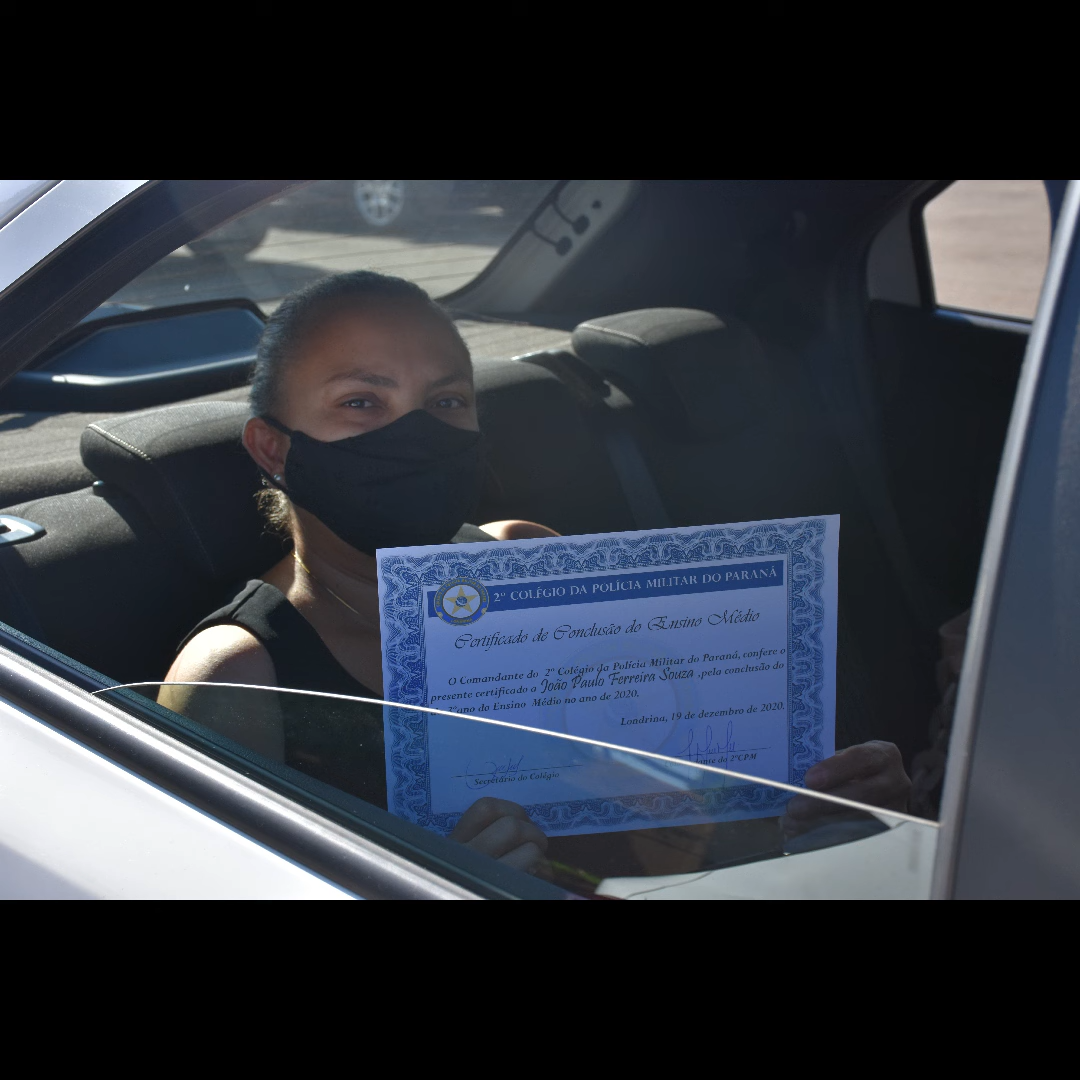 2º COLÉGIO DA POLÍCIA MILITAR DO PARANÁ
Certificado de Conclusão do Ensino Médio
O Comandante do 2º Colégio da Polícia Militar do Paraná, confere o
presente certificado a João Paulo Ferreira Souza , pela conclusão do
3ºano do Ensino Médio no ano de 2020.
Londrina, 19 de dezembro de 2020.
Secretário do Colégio
do 2ºCPM